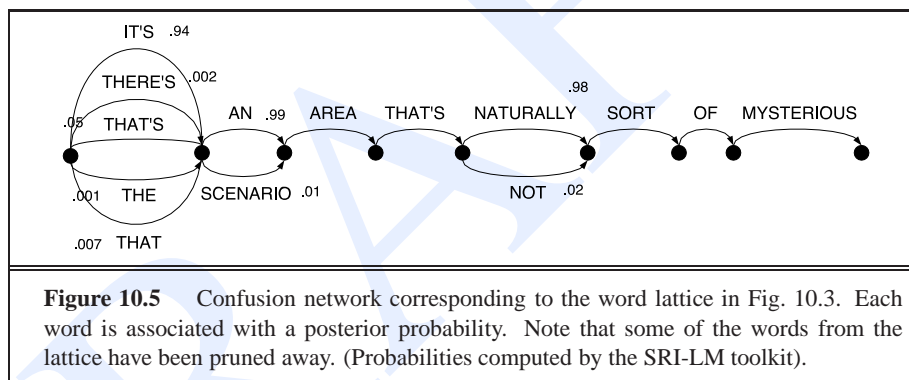 IT'S .94
THERE'S .002
.05 THAT'S
AN .99 AREA THAT'S NATURALLY .98 SORT OF MYSTERIOUS
.001 THE SCENARIO .01 NOT .02
.007 THAT
Figure 10.5 Confusion network corresponding to the word lattice in Fig. 10.3. Each
word is associated with a posterior probability. Note that some of the words from the
lattice have been pruned away. (Probabilities computed by the SRI-LM toolkit).